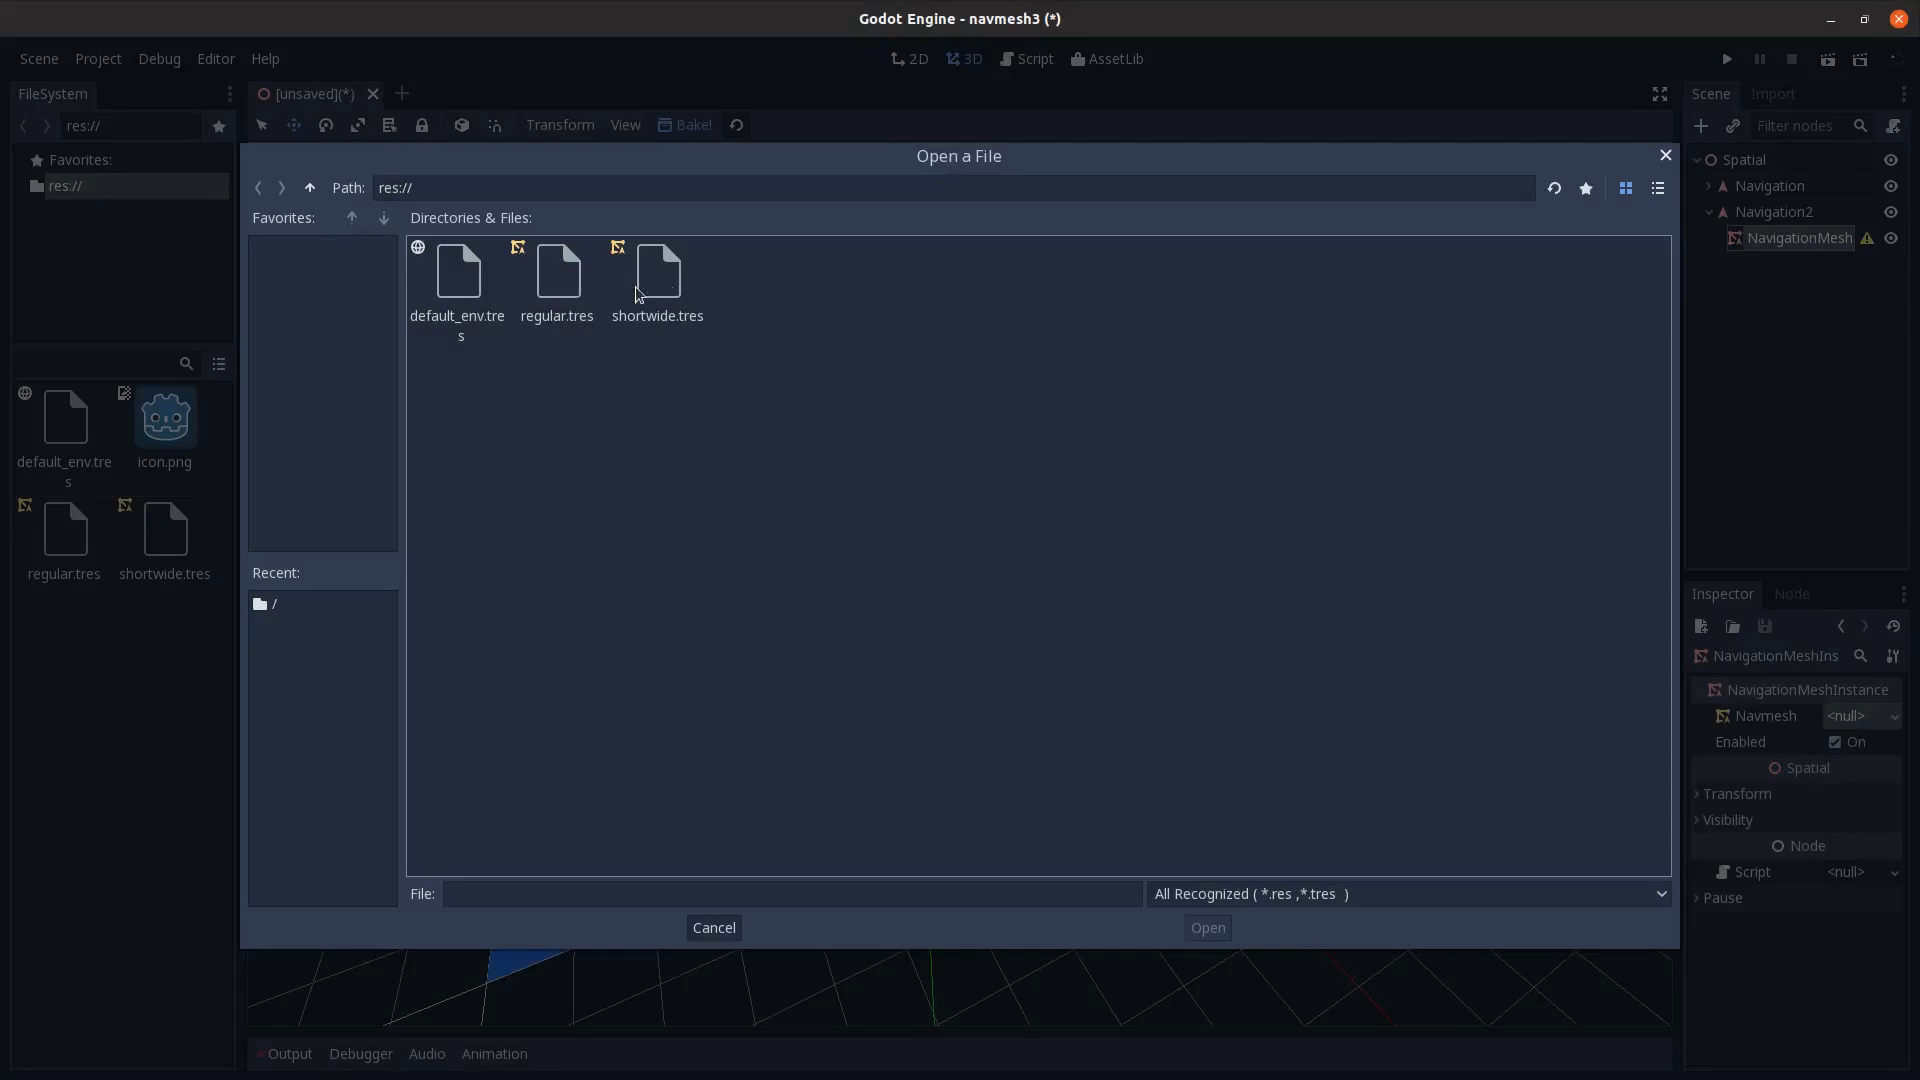 Godot Engine - navmesh3 (*)
Scene Project Debug Editor Help
2D 3D Script AssetLib
FileSystem
[unsaved](*)
Scene Import
res://
Transform View Bake!
Filter nodes
Favorites:
res://
Open a File
Path: res://
Favorites:
Directories & Files:
default_env.tre
s
regular.tres
shortwide.tres
Recent:
/
File:
All Recognized ( *.res ,*.tres )
Cancel
Open
default_env.tre
s
icon.png
regular.tres
shortwide.tres
Spatial
Navigation
Navigation2
NavigationMesh
Inspector Node
NavigationMeshIns
NavigationMeshInstance
Navmesh <null>
Enabled On
Spatial
Transform
Visibility
Node
Script <null>
Pause
Output Debugger Audio Animation